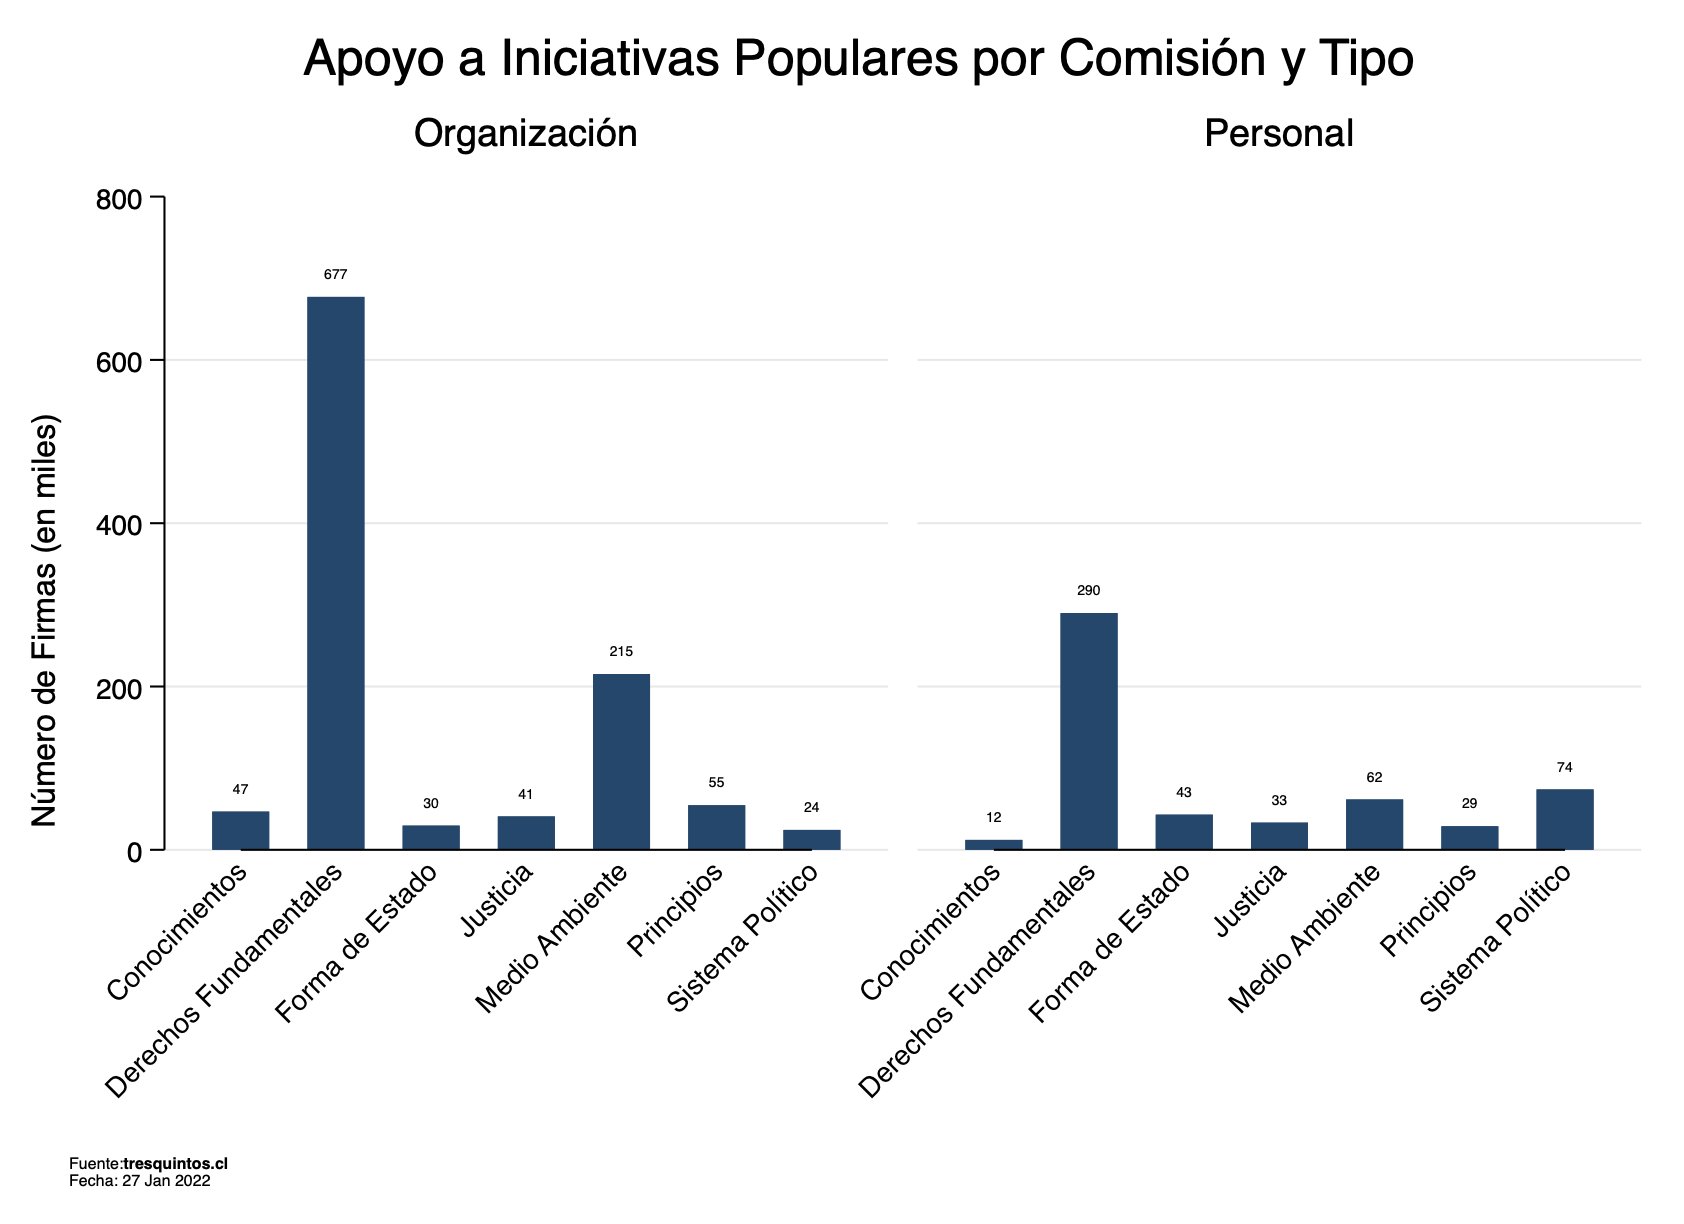 Apoyo a Iniciativas Populares por Comisión y Tipo
Organización
Personal
Número de Firmas (en miles)
800
600
400
200
0
47
677
30
41
215
55
24
12
290
43
33
62
29
74
Conocimientos
Derechos Fundamentales
Forma de Estado
Justicia
Medio Ambiente
Principios
Sistema Político
Conocimientos
Derechos Fundamentales
Forma de Estado
Justicia
Medio Ambiente
Principios
Sistema Político
Fuente:tresquintos.cl
Fecha: 27 Jan 2022